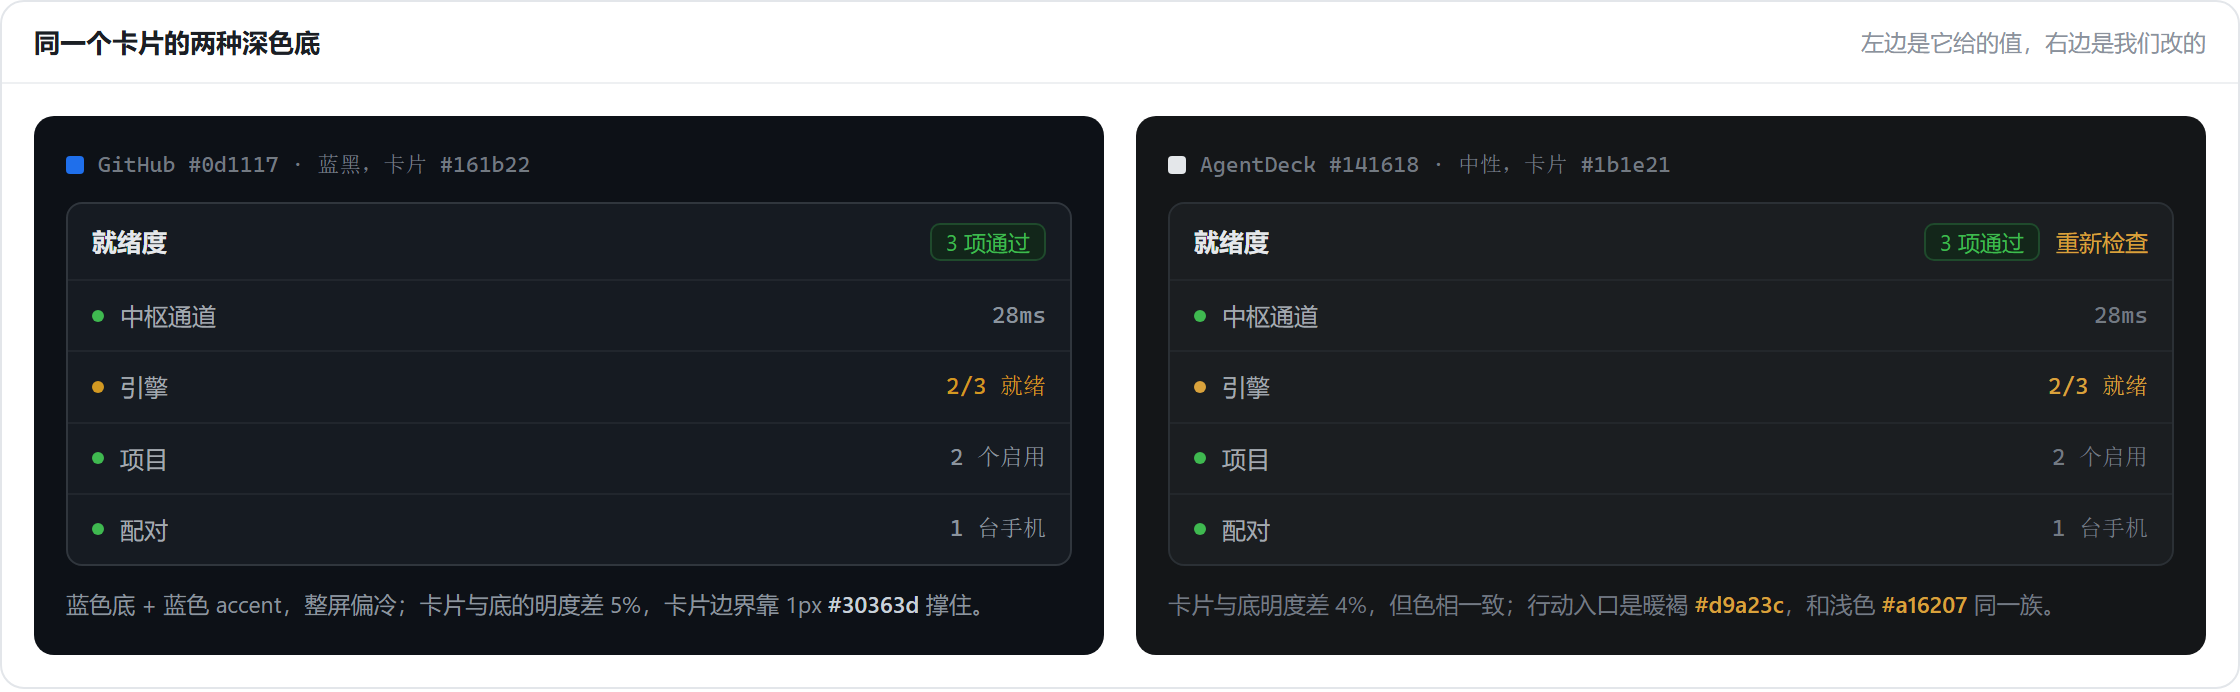 同一个卡片的两种深色底
左边是它给的值，右边是我们改的
GitHub #0d1117 · 蓝黑，卡片 #161b22
就绪度
3 项通过
中枢通道
28ms
引擎
2/3 就绪
项目
2 个启用
配对
1 台手机
蓝色底 + 蓝色 accent，整屏偏冷；卡片与底的明度差 5%，卡片边界靠 1px #30363d 撑住。
AgentDeck #141618 · 中性，卡片 #1b1e21
就绪度
3 项通过
重新检查
中枢通道
28ms
引擎
2/3 就绪
项目
2 个启用
配对
1 台手机
卡片与底明度差 4%，但色相一致；行动入口是暖褐 #d9a23c，和浅色 #a16207 同一族。